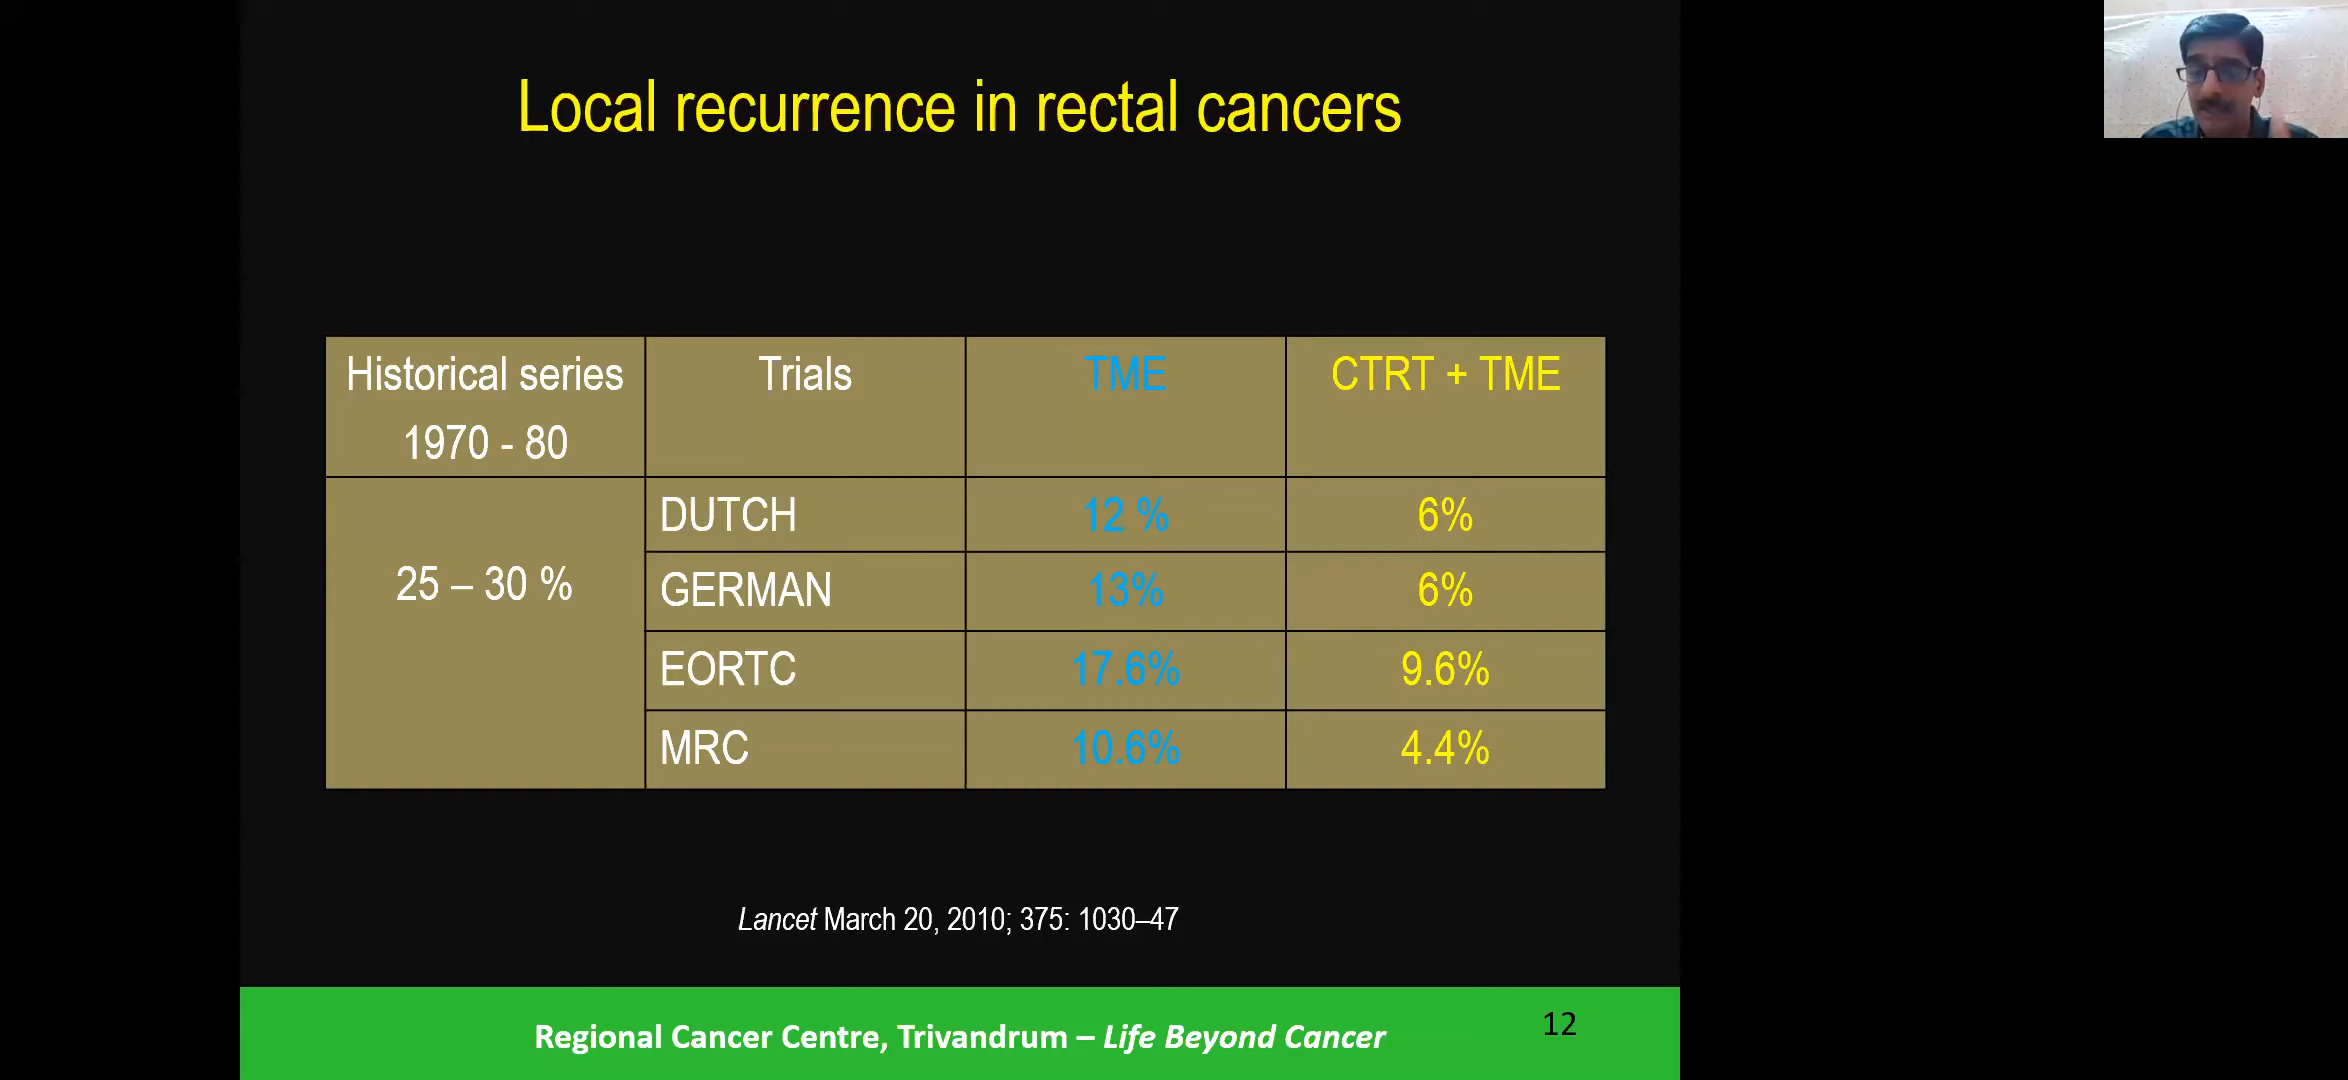 Local recurrence in rectal cancers
Historical series
1970 - 80
Trials
TME
CTRT + TME
25 – 30 %
DUTCH
12 %
6%
GERMAN
13%
6%
EORTC
17.6%
9.6%
MRC
10.6%
4.4%
Lancet March 20, 2010; 375: 1030–47
Regional Cancer Centre, Trivandrum – Life Beyond Cancer
12